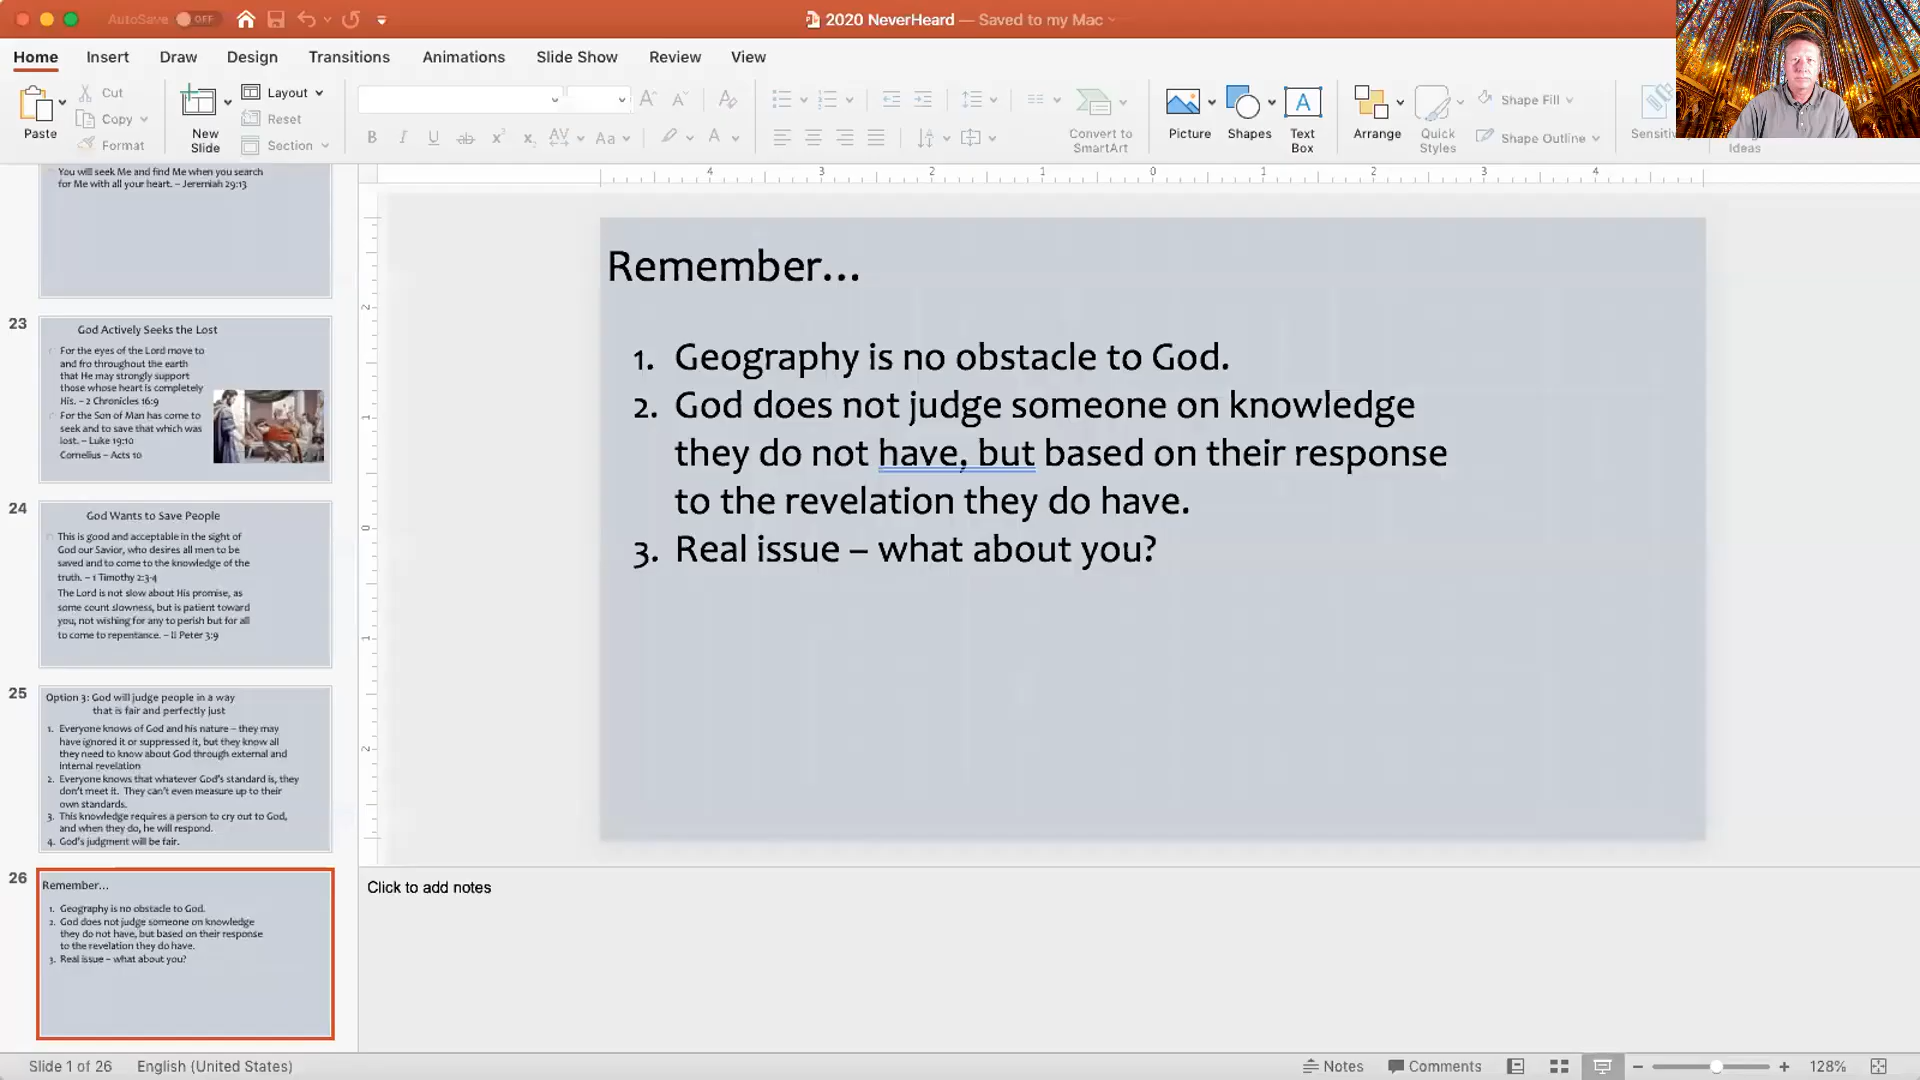 AutoSave OFF
2020 NeverHeard — Saved to my Mac
Home Insert Draw Design Transitions Animations Slide Show Review View
Paste
Cut
Copy
Format
New
Slide
Layout
Reset
Section
Convert to
SmartArt
Picture
Shapes
Text
Box
Arrange
Quick
Styles
Shape Fill
Shape Outline
Ideas
You will seek Me and find Me when you search
for Me with all your heart. – Jeremiah 29:13
23
God Actively Seeks the Lost
For the eyes of the Lord move to
and fro throughout the earth
that He may strongly support
those whose heart is completely
His. – 2 Chronicles 16:9
For the Son of Man has come to
seek and to save that which was
lost. – Luke 19:10
Cornelius – Acts 10
24
God Wants to Save People
This is good and acceptable in the sight of
God our Savior, who desires all men to be
saved and to come to the knowledge of the
truth. – 1 Timothy 2:3-4
The Lord is not slow about His promise, as
some count slowness, but is patient toward
you, not wishing for any to perish but for all
to come to repentance. – II Peter 3:9
25
Option 3: God will judge people in a way
that is fair and perfectly just
1. Everyone knows of God and his nature – they may
have ignored it or suppressed it, but they know all
they need to know about God through external and
internal revelation
2. Everyone knows that whatever God's standard is, they
don't meet it. They can't even measure up to their
own standards.
3. This knowledge requires a person to cry out to God,
and when they do, he will respond.
4. God's judgment will be fair.
26
Remember...
1. Geography is no obstacle to God.
2. God does not judge someone on knowledge
they do not have, but based on their response
to the revelation they do have.
3. Real issue – what about you?
4 3 2 1 0 1 2 3 4
2
1
0
1
2
Remember...
1. Geography is no obstacle to God.
2. God does not judge someone on knowledge
they do not have, but based on their response
to the revelation they do have.
3. Real issue – what about you?
Click to add notes
Slide 1 of 26 English (United States) Notes Comments 128%